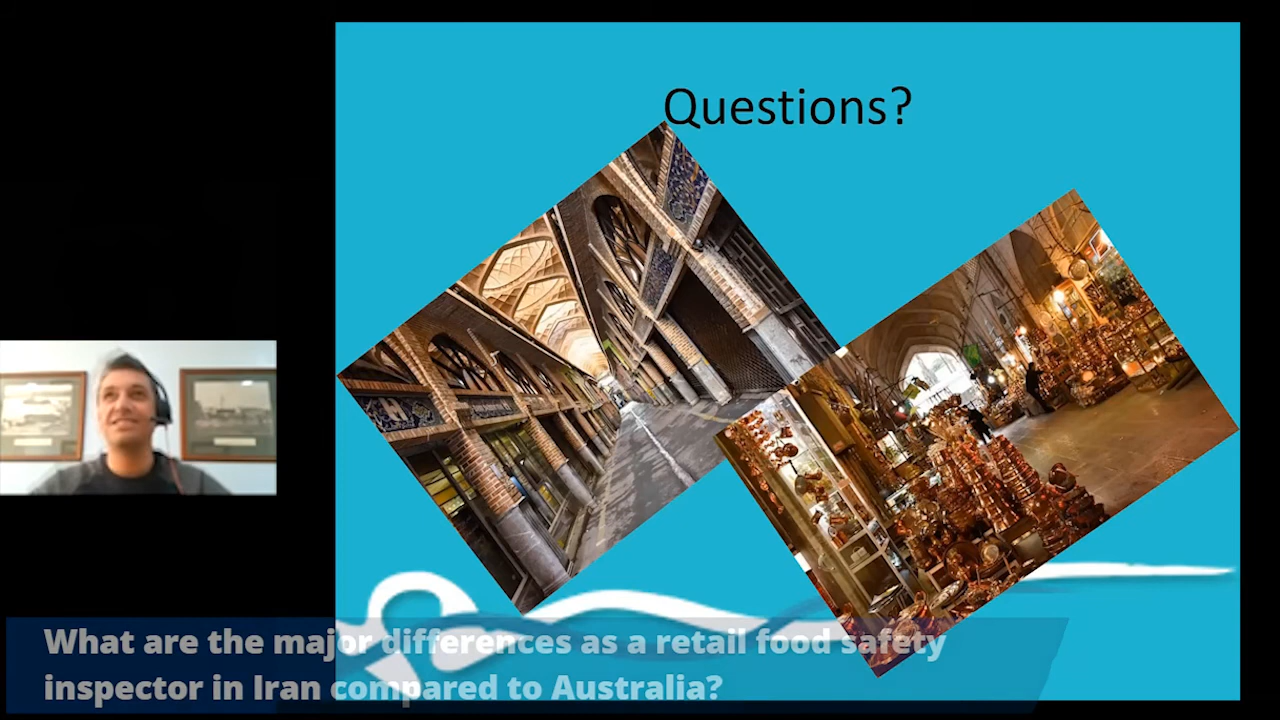 Questions?
What are the major differences as a retail food safety
inspector in Iran compared to Australia?